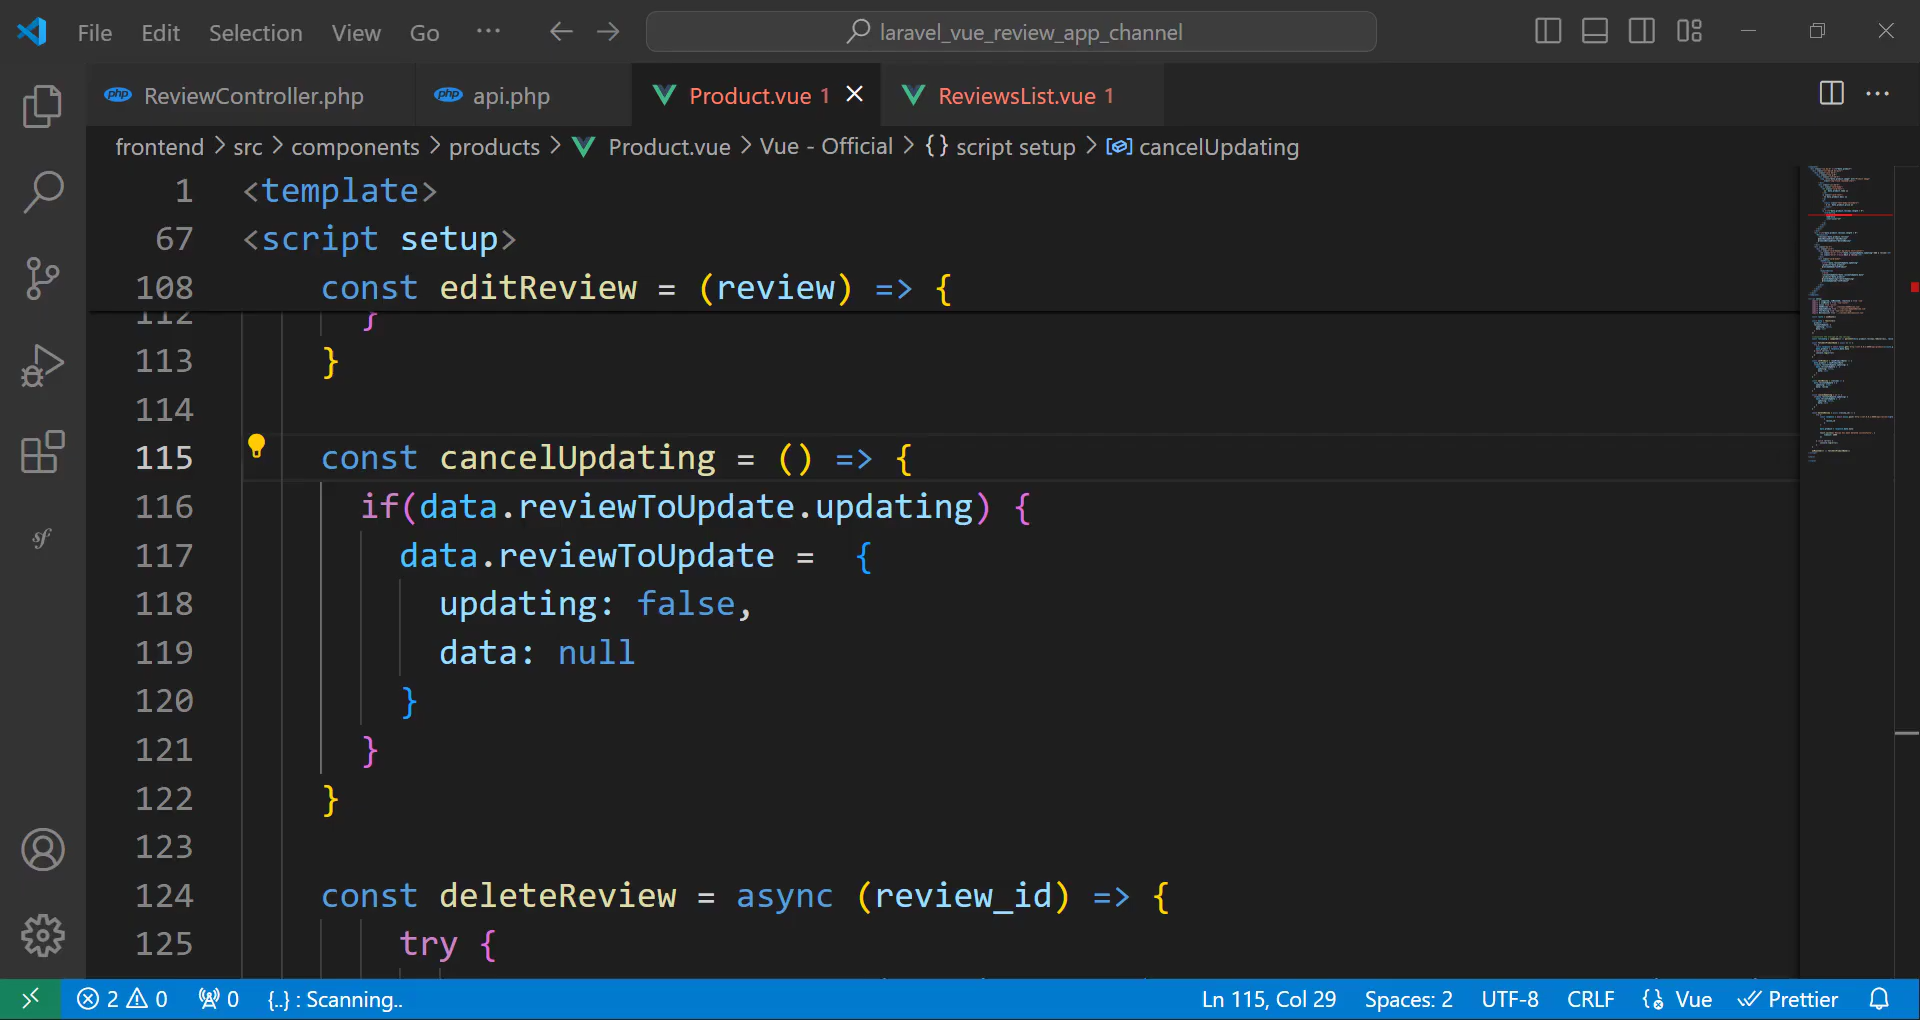 File Edit Selection View Go ··· laravel_vue_review_app_channel
php ReviewController.php php api.php Product.vue 1 ReviewsList.vue 1
frontend > src > components > products > Product.vue > Vue - Official > {} script setup > cancelUpdating
1 <template>
67 <script setup>
108 const editReview = (review) => {
112 }
113 }
114
115 const cancelUpdating = () => {
116 if(data.reviewToUpdate.updating) {
117 data.reviewToUpdate =  {
118 updating: false,
119 data: null
120 }
121 }
122 }
123
124 const deleteReview = async (review_id) => {
125 try {
2 0 0 {..} : Scanning.. Ln 115, Col 29 Spaces: 2 UTF-8 CRLF Vue Prettier